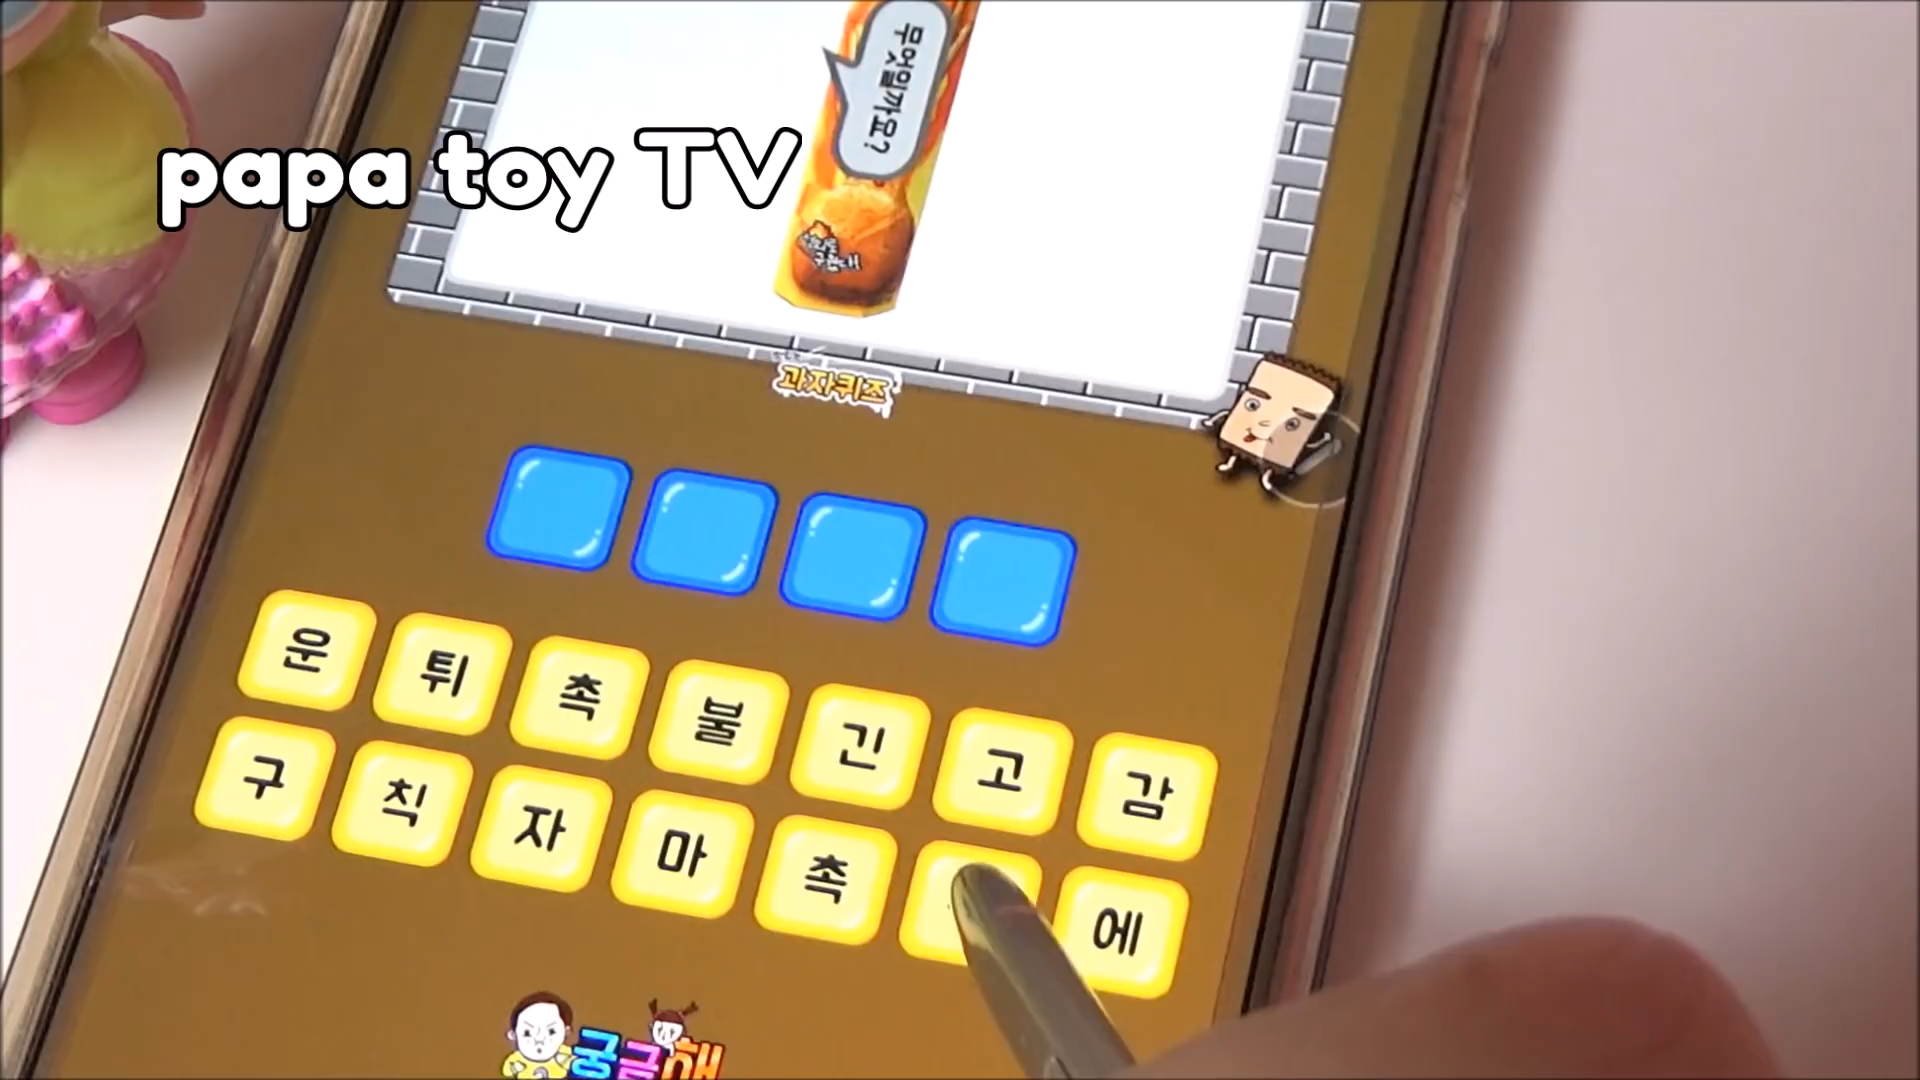 무엇일까요?
papa toy TV
과자퀴즈
운 튀 촉 불 긴 고 감
구 칙 자 마 촉 에
궁금해